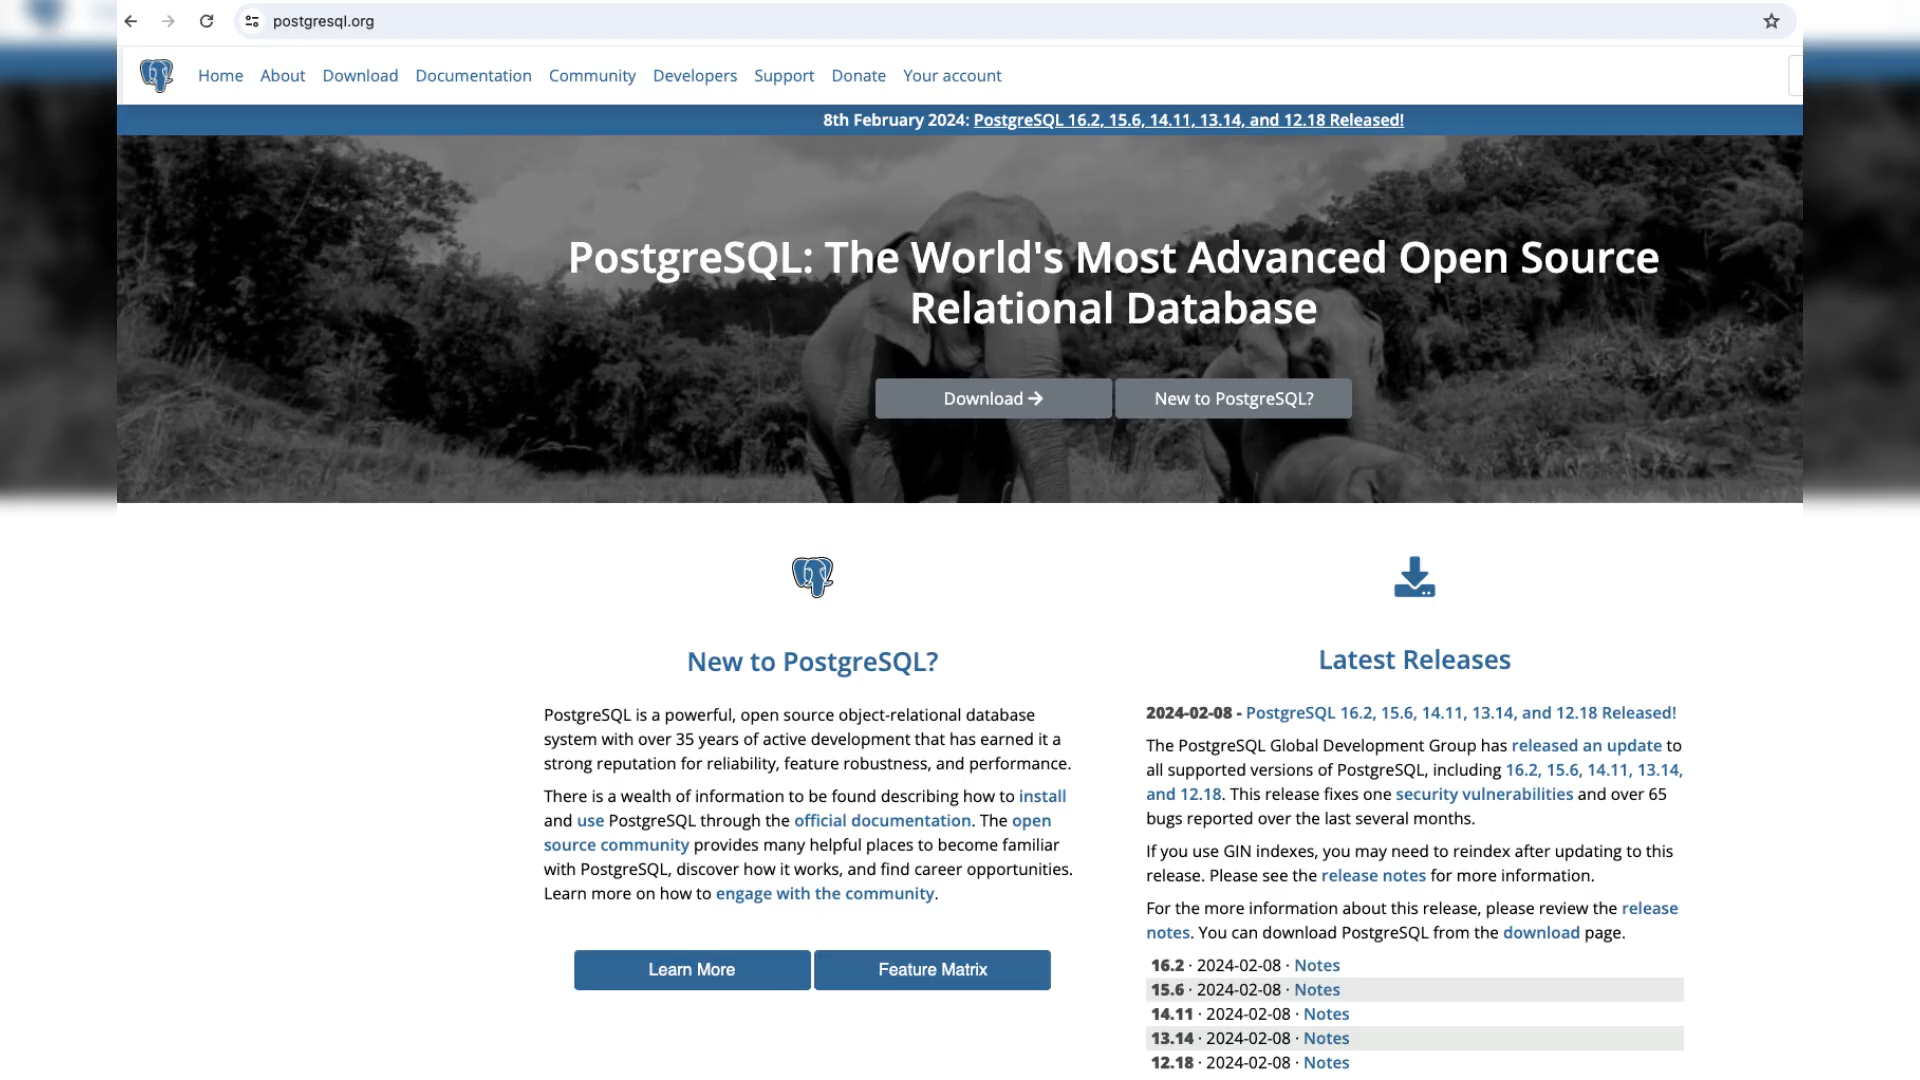 postgresql.org
Home About Download Documentation Community Developers Support Donate Your account
8th February 2024: PostgreSQL 16.2, 15.6, 14.11, 13.14, and 12.18 Released!
PostgreSQL: The World's Most Advanced Open Source
Relational Database
Download
New to PostgreSQL?
New to PostgreSQL?
PostgreSQL is a powerful, open source object-relational database
system with over 35 years of active development that has earned it a
strong reputation for reliability, feature robustness, and performance.
There is a wealth of information to be found describing how to install
and use PostgreSQL through the official documentation. The open
source community provides many helpful places to become familiar
with PostgreSQL, discover how it works, and find career opportunities.
Learn more on how to engage with the community.
Learn More
Feature Matrix
Latest Releases
2024-02-08 - PostgreSQL 16.2, 15.6, 14.11, 13.14, and 12.18 Released!
The PostgreSQL Global Development Group has released an update to
all supported versions of PostgreSQL, including 16.2, 15.6, 14.11, 13.14,
and 12.18. This release fixes one security vulnerabilities and over 65
bugs reported over the last several months.
If you use GIN indexes, you may need to reindex after updating to this
release. Please see the release notes for more information.
For the more information about this release, please review the release
notes. You can download PostgreSQL from the download page.
16.2 · 2024-02-08 · Notes
15.6 · 2024-02-08 · Notes
14.11 · 2024-02-08 · Notes
13.14 · 2024-02-08 · Notes
12.18 · 2024-02-08 · Notes